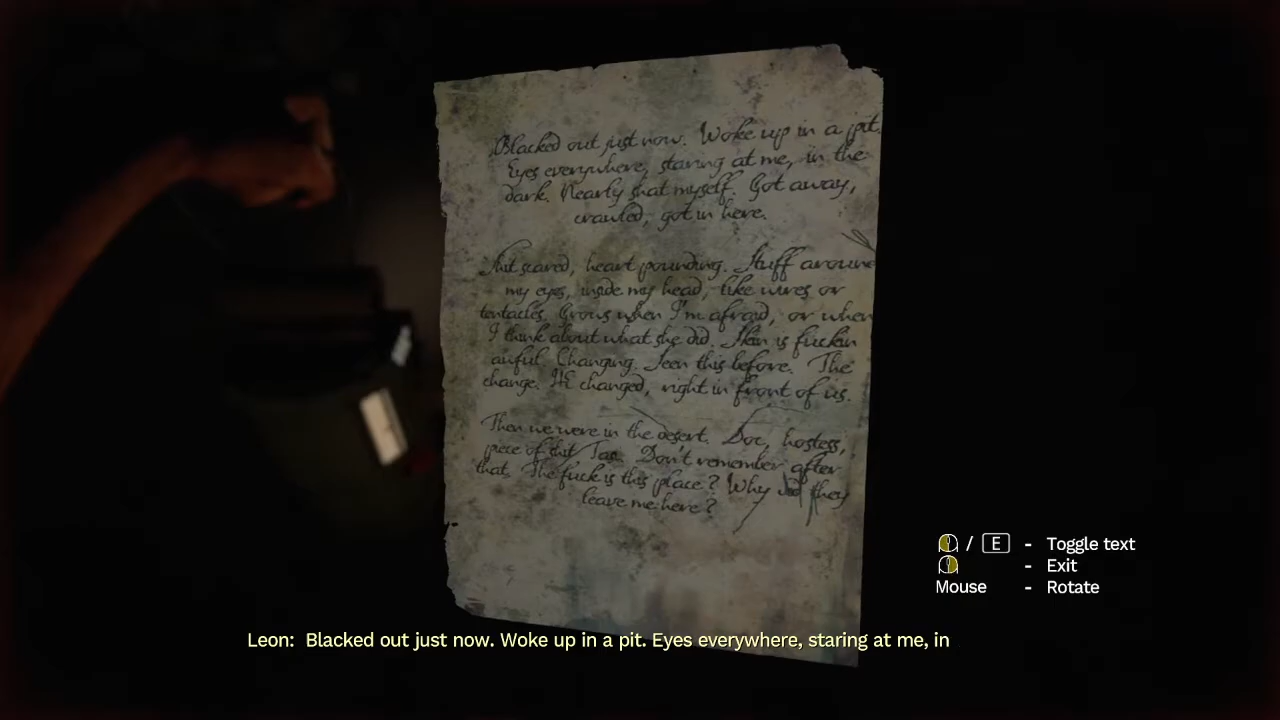 Blacked out just now. Woke up in a pit.
Eyes everywhere, staring at me, in the
dark. Nearly shat myself. Got away,
crawled, got in here.
Shit scared, heart pounding. Stuff around
my eyes, inside my head, like wires or
tentacles. Grows when I'm afraid, or when
I think about what she did. Skin is fuckin
awful. Changing. Seen this before. The
change. He changed, right in front of us.
Then we were in the desert. Doc, hostess,
piece of shit Tasi. Don't remember after
that. The fuck is this place? Why did they
leave me here?
/ E - Toggle text
- Exit
Mouse - Rotate
Leon: Blacked out just now. Woke up in a pit. Eyes everywhere, staring at me, in